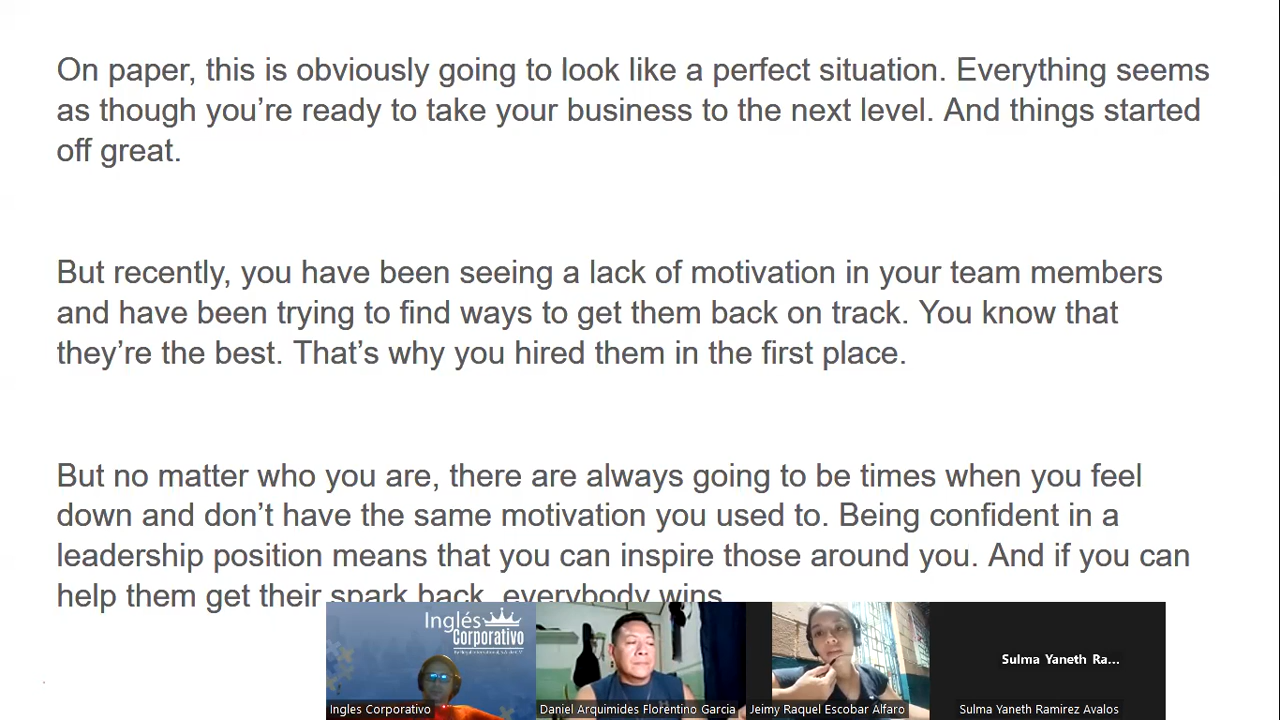 On paper, this is obviously going to look like a perfect situation. Everything seems
as though you're ready to take your business to the next level. And things started
off great.
But recently, you have been seeing a lack of motivation in your team members
and have been trying to find ways to get them back on track. You know that
they're the best. That's why you hired them in the first place.
But no matter who you are, there are always going to be times when you feel
down and don't have the same motivation you used to. Being confident in a
leadership position means that you can inspire those around you. And if you can
help them get their spark back, everybody wins
Inglés
Corporativo
Sulma Yaneth Ra...
Ingles Corporativo
Daniel Arquimides Florentino Garcia
Jeimy Raquel Escobar Alfaro
Sulma Yaneth Ramirez Avalos